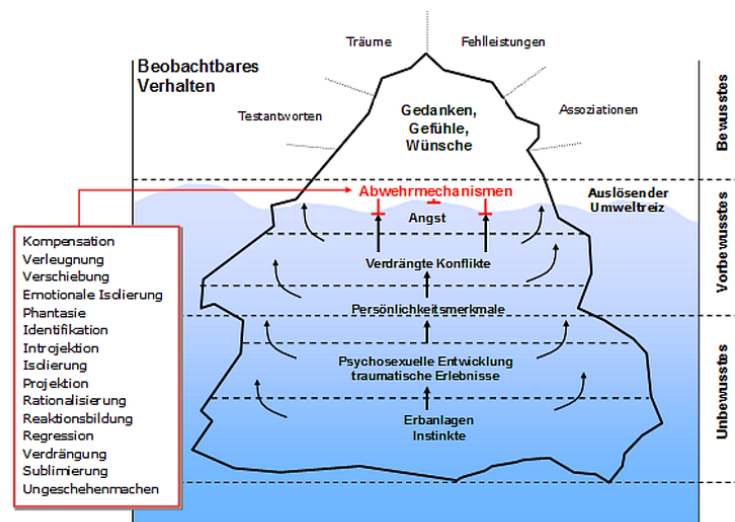 Träume
Fehlleistungen
Beobachtbares
Verhalten
Testantworten
Assoziationen
Gedanken,
Gefühle,
Wünsche
Bewusstes
Abwehrmechanismen
Auslösender
Umweltreiz
Angst
Vorbewusstes
Verdrängte Konflikte
Persönlichkeitsmerkmale
Psychosexuelle Entwicklung
traumatische Erlebnisse
Unbewusstes
Erbanlagen
Instinkte
Kompensation
Verleugnung
Verschiebung
Emotionale Isolierung
Phantasie
Identifikation
Introjektion
Isolierung
Projektion
Rationalisierung
Reaktionsbildung
Regression
Verdrängung
Sublimierung
Ungeschehenmachen